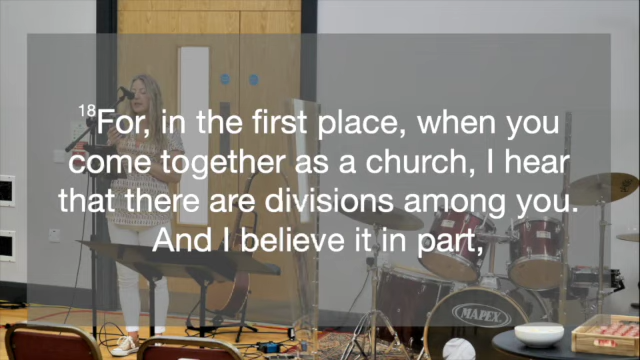 18For, in the first place, when you
come together as a church, I hear
that there are divisions among you.
And I believe it in part,
MAPEX